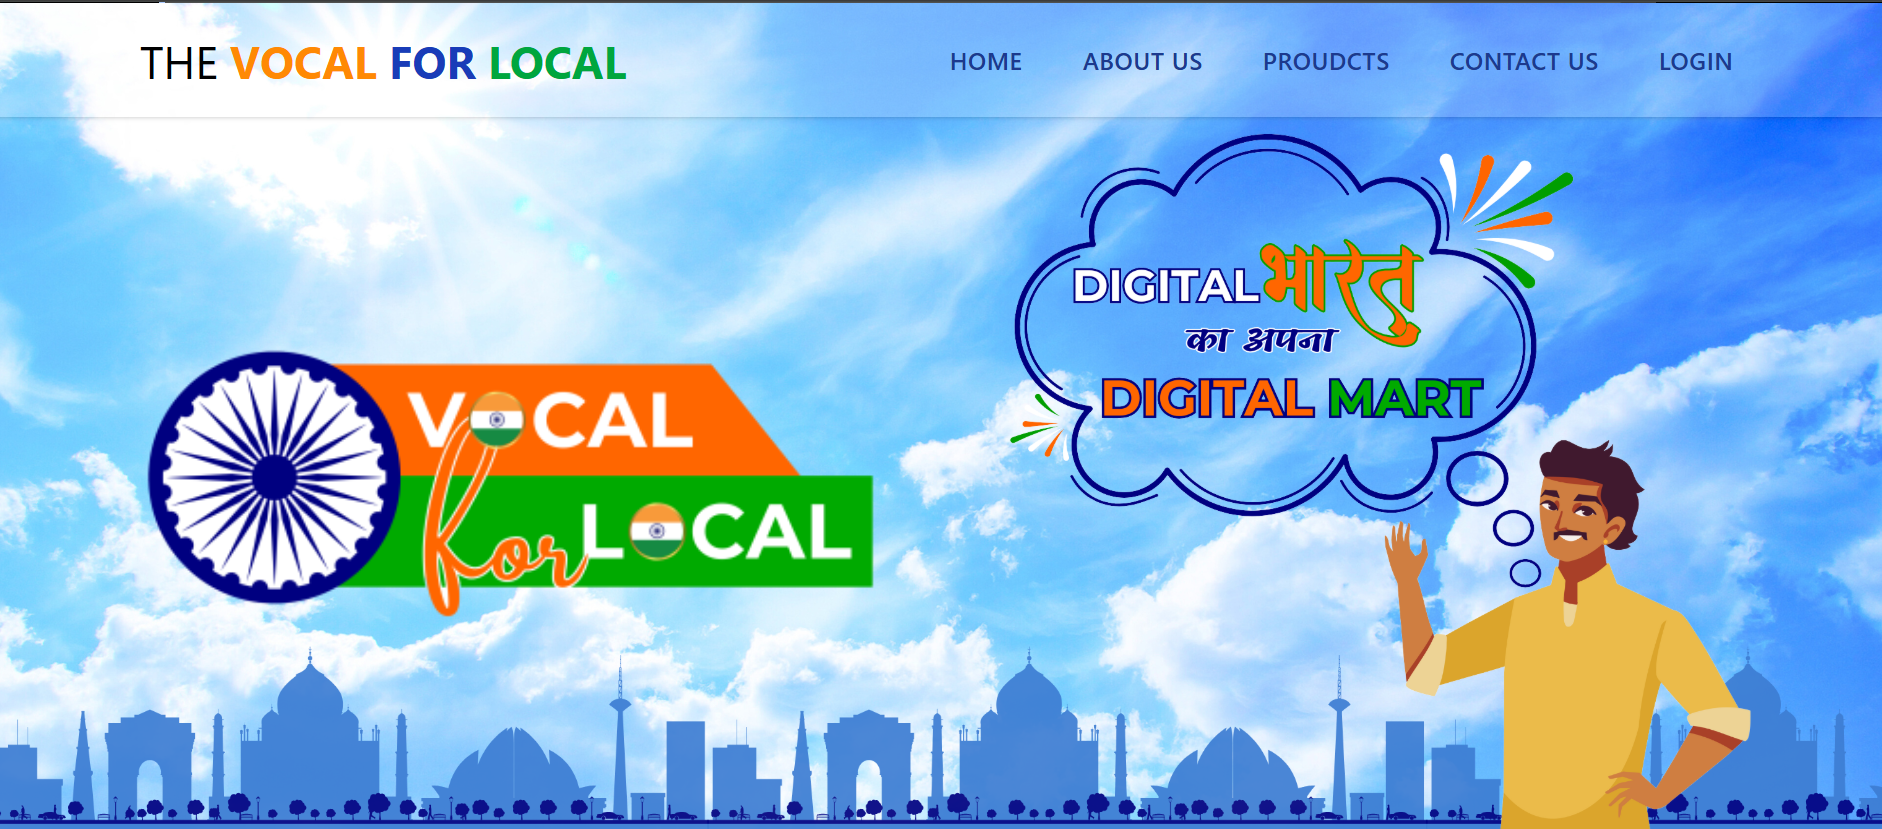 THE VOCAL FOR LOCAL
HOME ABOUT US PROUDCTS CONTACT US LOGIN
DIGITAL भारत
का अपना
DIGITAL MART
VOCAL
for LOCAL